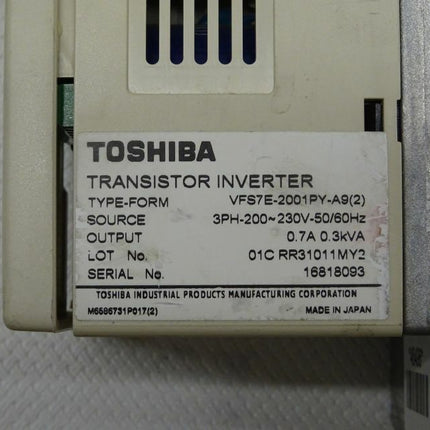 TOSHIBA
TRANSISTOR INVERTER
TYPE-FORM VFS7E-2001PY-A9(2)
SOURCE 3PH-200~230V-50/60Hz
OUTPUT 0.7A 0.3kVA
LOT No. 01C RR31011MY2
SERIAL No. 16818093
TOSHIBA INDUSTRIAL PRODUCTS MANUFACTURING CORPORATION
M6596731P017(2) MADE IN JAPAN